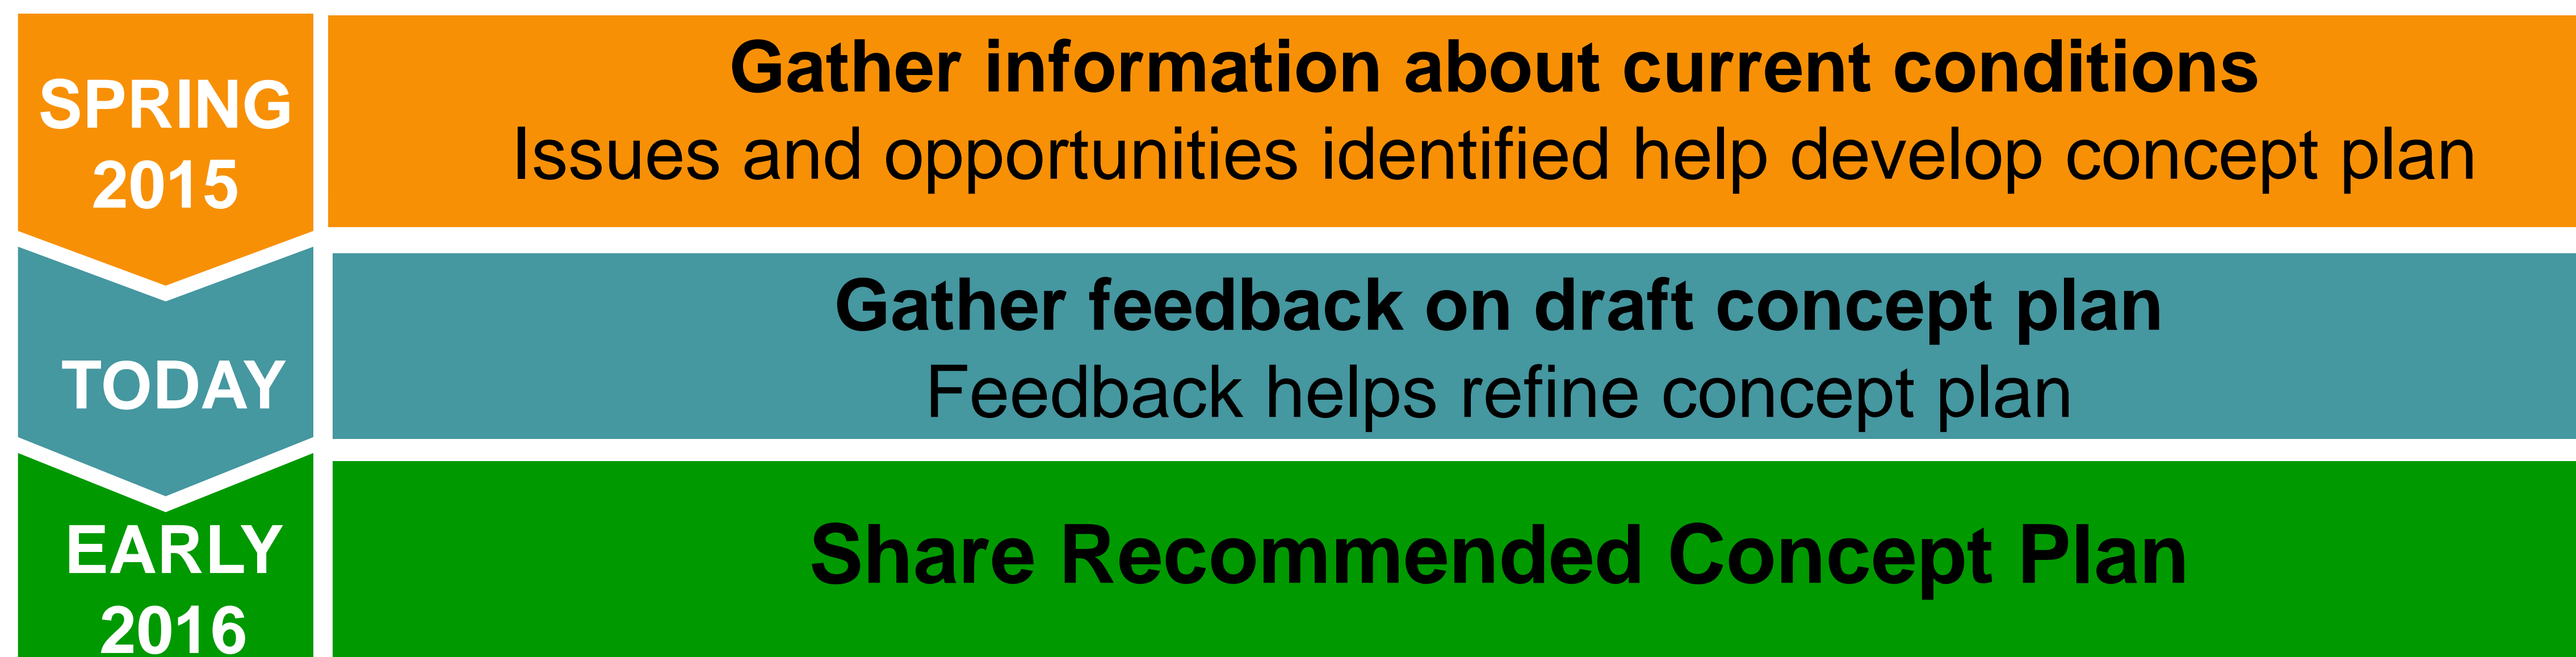 SPRING
2015
Gather information about current conditions
Issues and opportunities identified help develop concept plan
TODAY
Gather feedback on draft concept plan
Feedback helps refine concept plan
EARLY
2016
Share Recommended Concept Plan